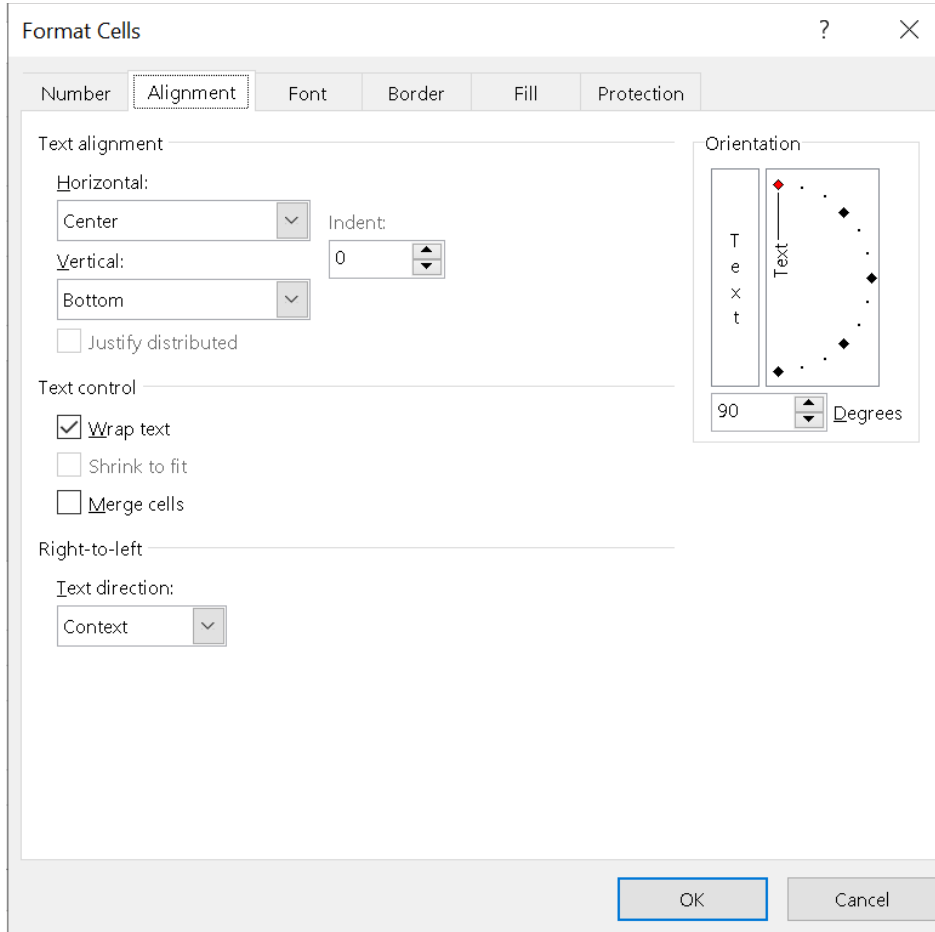 Format Cells ?
Number Alignment Font Border Fill Protection
Text alignment
Horizontal:
Center
Indent:
0
Vertical:
Bottom
Justify distributed
Text control
Wrap text
Shrink to fit
Merge cells
Right-to-left
Text direction:
Context
Orientation
T
e
x
t
Text
90 Degrees
OK Cancel